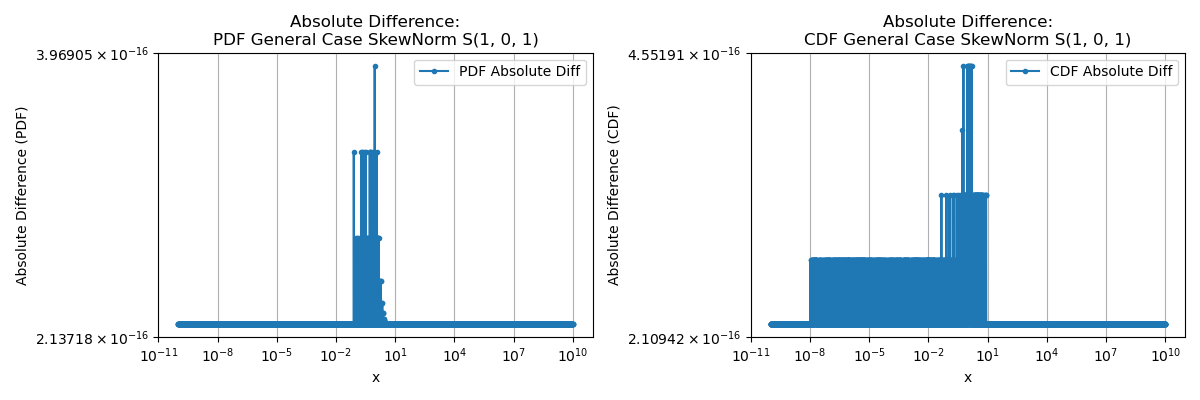 Absolute Difference:
PDF General Case SkewNorm S(1, 0, 1)
3.96905 × 10⁻¹⁶
PDF Absolute Diff
Absolute Difference (PDF)
2.13718 × 10⁻¹⁶
10⁻¹¹ 10⁻⁸ 10⁻⁵ 10⁻² 10¹ 10⁴ 10⁷ 10¹⁰
x
Absolute Difference:
CDF General Case SkewNorm S(1, 0, 1)
4.55191 × 10⁻¹⁶
CDF Absolute Diff
Absolute Difference (CDF)
2.10942 × 10⁻¹⁶
10⁻¹¹ 10⁻⁸ 10⁻⁵ 10⁻² 10¹ 10⁴ 10⁷ 10¹⁰
x